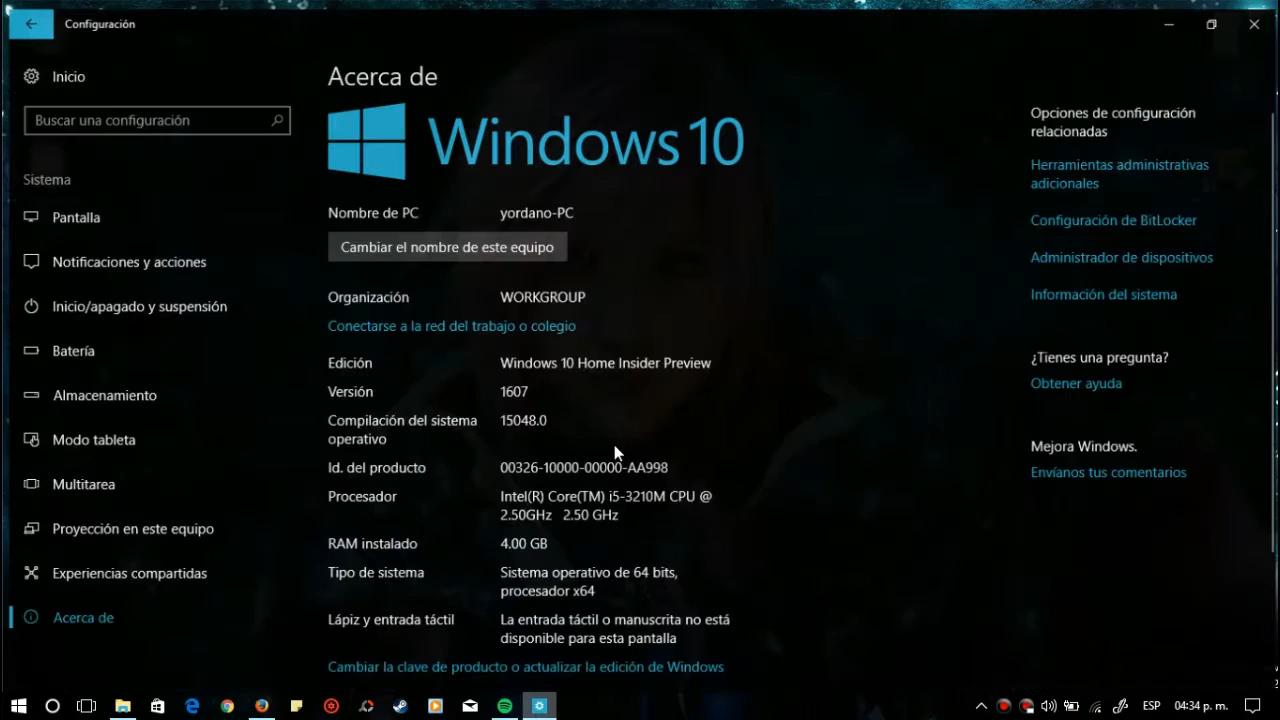 Configuración
Inicio
Buscar una configuración
Sistema
Pantalla
Notificaciones y acciones
Inicio/apagado y suspensión
Batería
Almacenamiento
Modo tableta
Multitarea
Proyección en este equipo
Experiencias compartidas
Acerca de
Acerca de
Windows 10
Nombre de PC yordano-PC
Cambiar el nombre de este equipo
Organización WORKGROUP
Conectarse a la red del trabajo o colegio
Edición Windows 10 Home Insider Preview
Versión 1607
Compilación del sistema 15048.0
operativo
Id. del producto 00326-10000-00000-AA998
Procesador Intel(R) Core(TM) i5-3210M CPU @
2.50GHz 2.50 GHz
RAM instalado 4.00 GB
Tipo de sistema Sistema operativo de 64 bits,
procesador x64
Lápiz y entrada táctil La entrada táctil o manuscrita no está
disponible para esta pantalla
Cambiar la clave de producto o actualizar la edición de Windows
Opciones de configuración
relacionadas
Herramientas administrativas
adicionales
Configuración de BitLocker
Administrador de dispositivos
Información del sistema
¿Tienes una pregunta?
Obtener ayuda
Mejora Windows.
Envíanos tus comentarios
ESP 04:34 p. m.